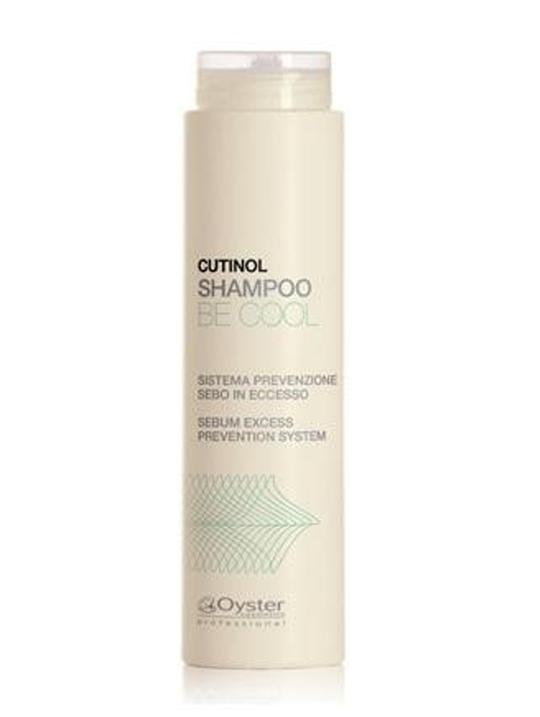 CUTINOL
SHAMPOO
BE COOL
SISTEMA PREVENZIONE
SEBO IN ECCESSO
SEBUM EXCESS
PREVENTION SYSTEM
Oyster
professional